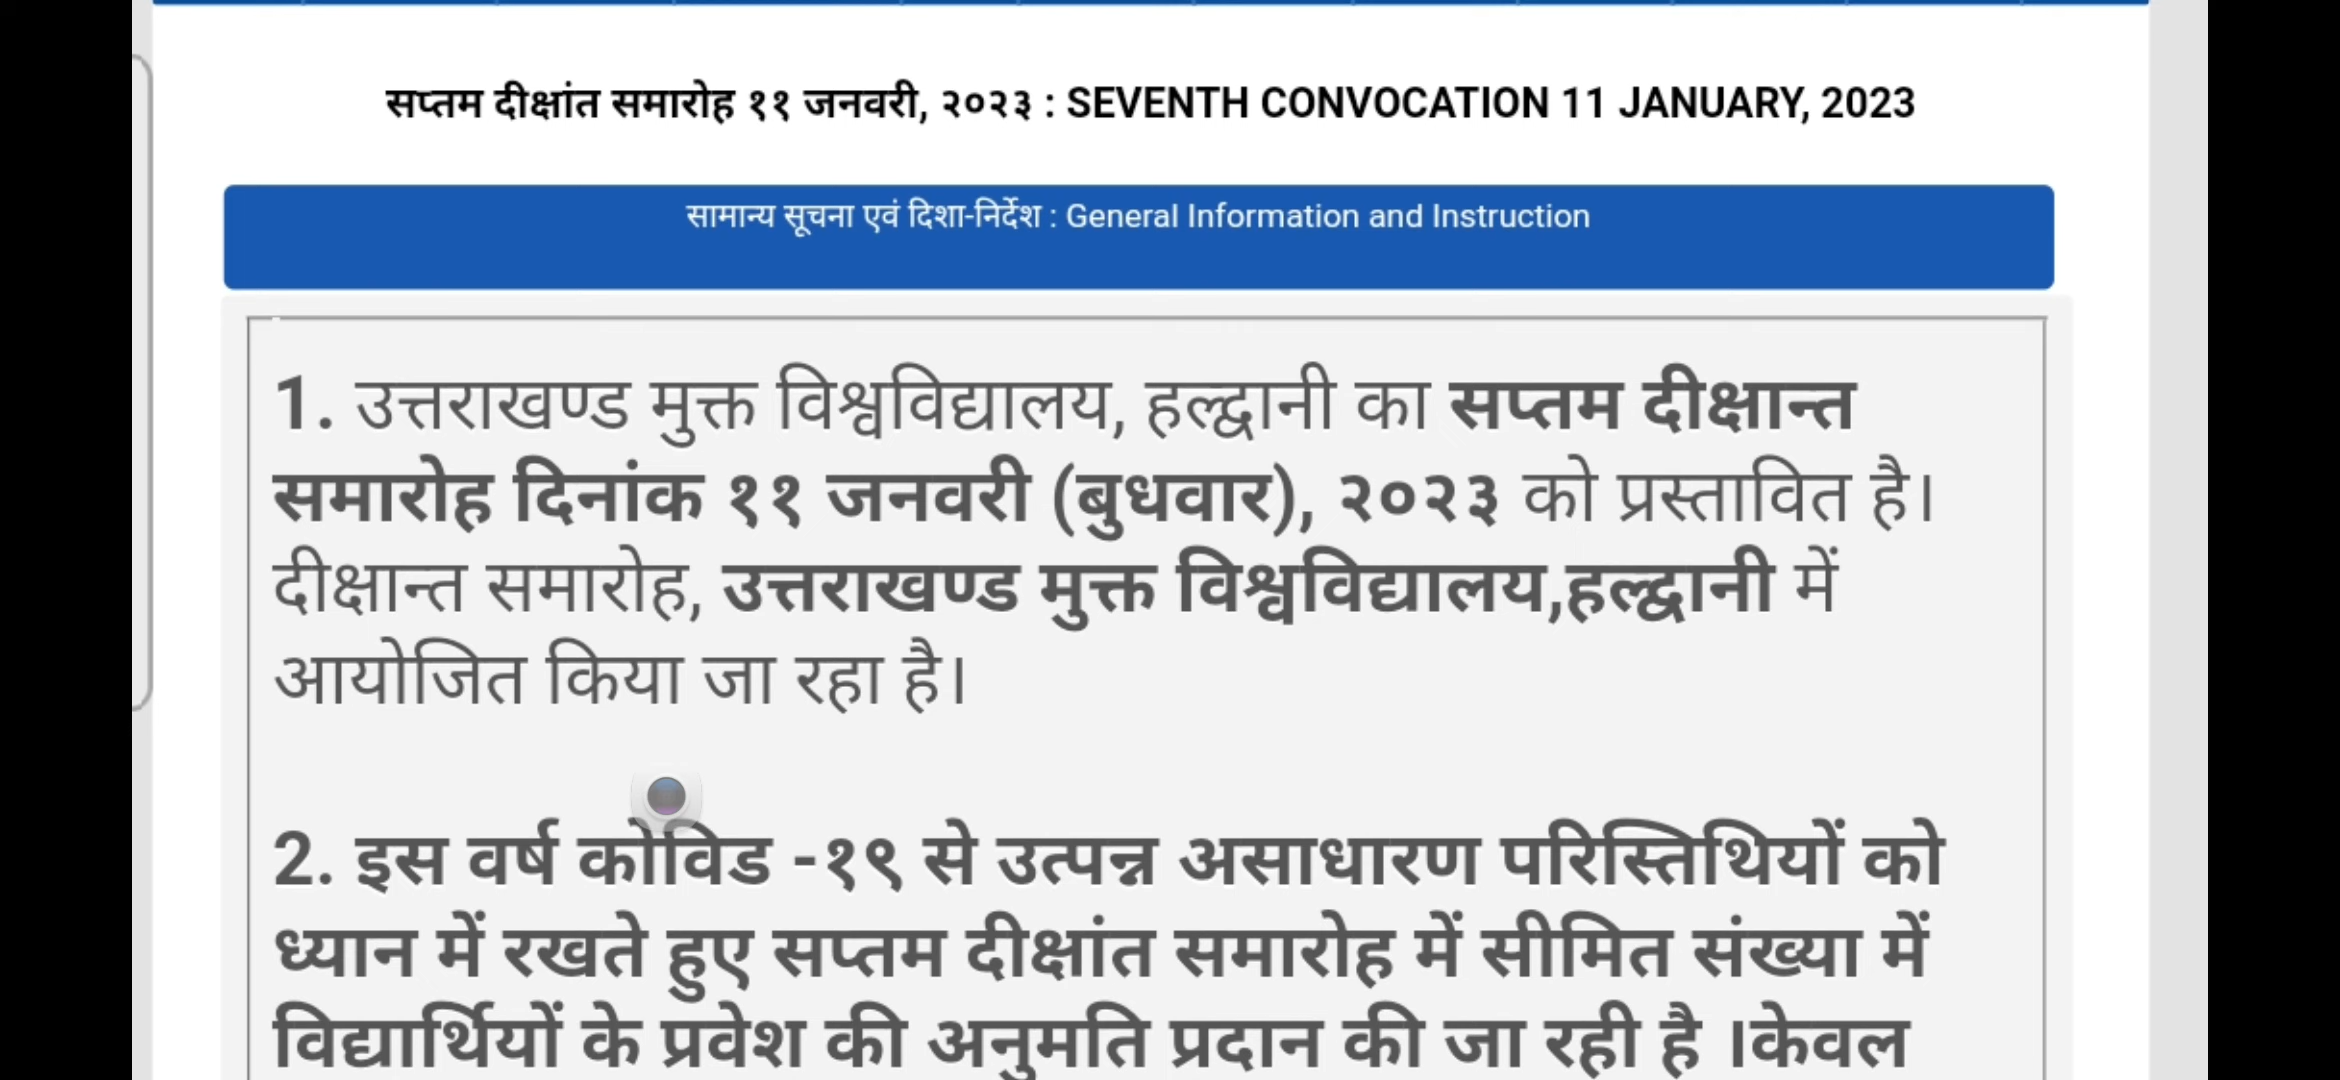 सप्तम दीक्षांत समारोह ११ जनवरी, २०२३ : SEVENTH CONVOCATION 11 JANUARY, 2023
सामान्य सूचना एवं दिशा-निर्देश : General Information and Instruction
1. उत्तराखण्ड मुक्त विश्वविद्यालय, हल्द्वानी का सप्तम दीक्षान्त
समारोह दिनांक ११ जनवरी (बुधवार), २०२३ को प्रस्तावित है।
दीक्षान्त समारोह, उत्तराखण्ड मुक्त विश्वविद्यालय,हल्द्वानी में
आयोजित किया जा रहा है।
2. इस वर्ष कोविड -१९ से उत्पन्न असाधारण परिस्तिथियों को
ध्यान में रखते हुए सप्तम दीक्षांत समारोह में सीमित संख्या में
विद्यार्थियों के प्रवेश की अनुमति प्रदान की जा रही है ।केवल